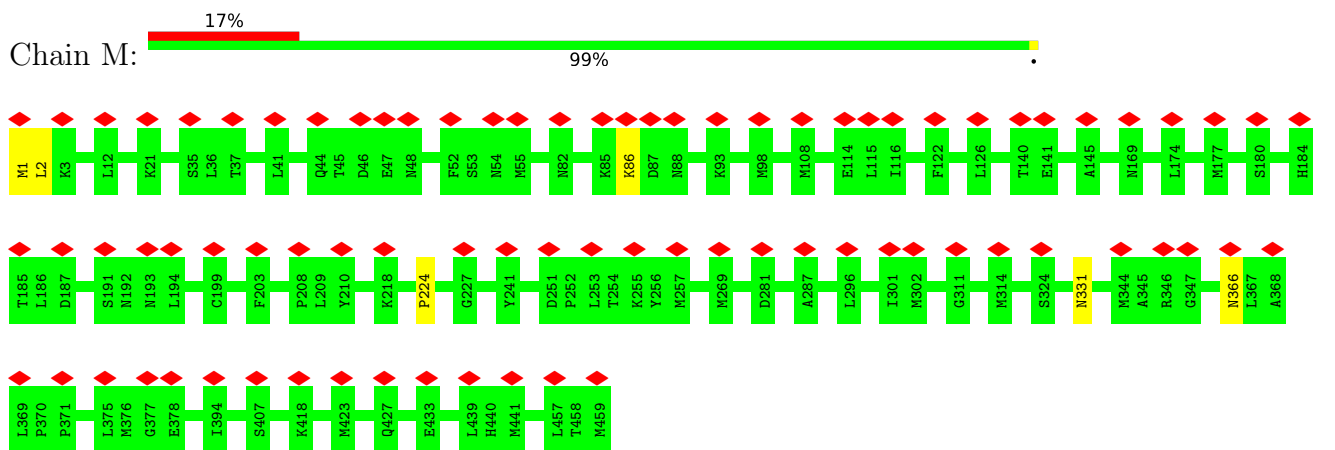 17%
Chain M:
99%
.
M1 L2 K3 L12 K21 S35 L36 T37 L41 Q44 T45 D46 E47 N48 F52 S53 N54 M55 N82 K85 K86 D87 N88 K93 M98 M108 E114 L115 I116 F122 L126 T140 E141 A145 N169 L174 M177 S180 H184
T185 L186 D187 S191 N192 N193 L194 C199 F203 P208 L209 Y210 K218 P224 G227 Y241 D251 P252 L253 T254 K255 Y256 M257 M269 D281 A287 L296 I301 M302 G311 M314 S324 N331 M344 A345 R346 G347 N366 L367 A368
L369 P370 P371 L375 M376 G377 E378 I394 S407 K418 M423 Q427 E433 L439 H440 M441 L457 T458 M459